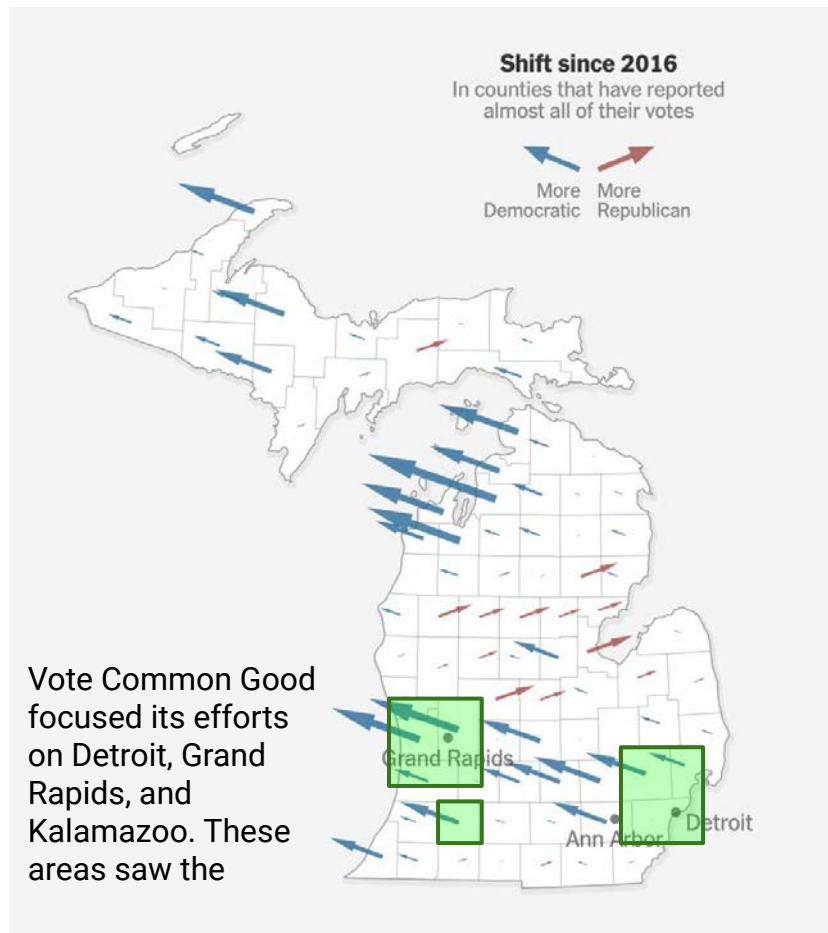 Shift since 2016
In counties that have reported
almost all of their votes
More More
Democratic Republican
Vote Common Good
focused its efforts
on Detroit, Grand
Rapids, and
Kalamazoo. These
areas saw the
Grand Rapids
Ann Arbor
Detroit